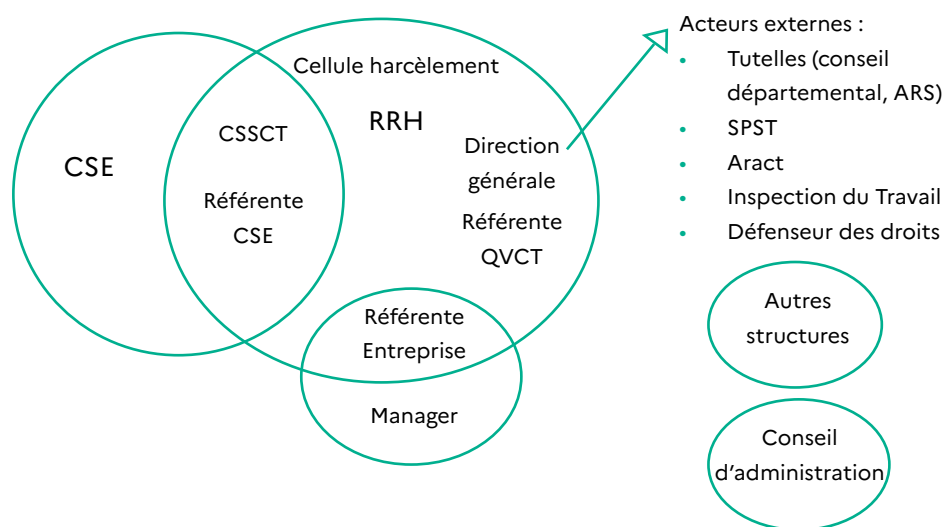 CSE
CSSCT
Référente
CSE
Cellule harcèlement
RRH
Direction
générale
Référente
QVCT
Référente
Entreprise
Manager
Acteurs externes :
• Tutelles (conseil
départemental, ARS)
• SPST
• Aract
• Inspection du Travail
• Défenseur des droits
Autres
structures
Conseil
d’administration